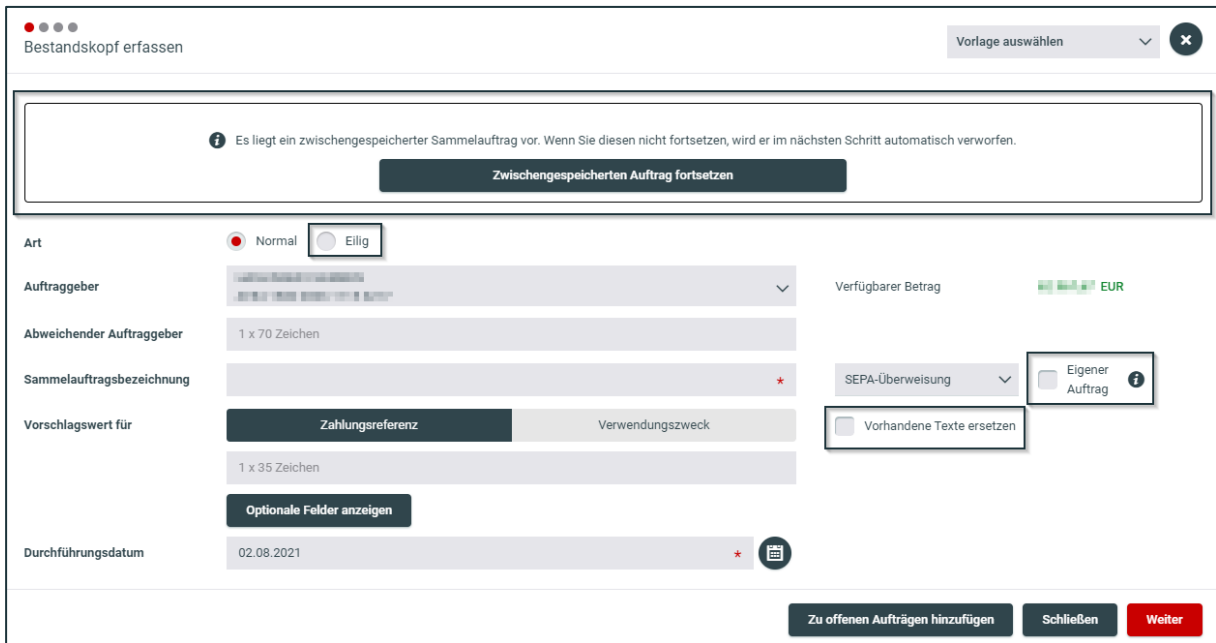 Bestandskopf erfassen
Vorlage auswählen
Es liegt ein zwischengespeicherter Sammelauftrag vor. Wenn Sie diesen nicht fortsetzen, wird er im nächsten Schritt automatisch verworfen.
Zwischengespeicherten Auftrag fortsetzen
Art Normal Eilig
Auftraggeber Verfügbarer Betrag EUR
Abweichender Auftraggeber 1 x 70 Zeichen
Sammelauftragsbezeichnung * SEPA-Überweisung Eigener Auftrag
Vorschlagswert für Zahlungsreferenz Verwendungszweck Vorhandene Texte ersetzen
1 x 35 Zeichen
Optionale Felder anzeigen
Durchführungsdatum 02.08.2021 *
Zu offenen Aufträgen hinzufügen Schließen Weiter